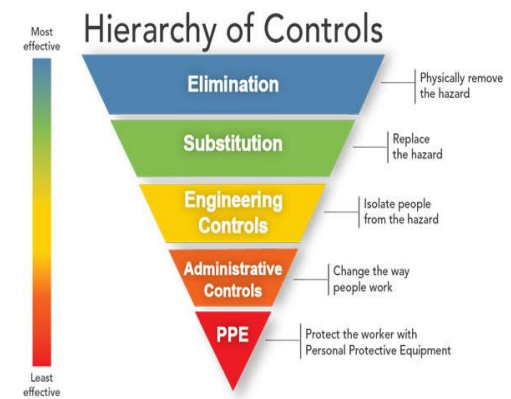 Hierarchy of Controls
Most
effective
Elimination
Physically remove
the hazard
Substitution
Replace
the hazard
Engineering
Controls
Isolate people
from the hazard
Administrative
Controls
Change the way
people work
PPE
Protect the worker with
Personal Protective Equipment
Least
effective